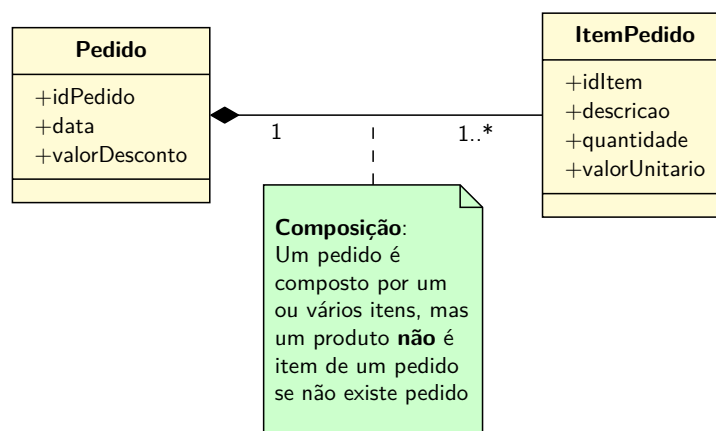 Pedido
+idPedido
+data
+valorDesconto
1
1..*
ItemPedido
+idItem
+descricao
+quantidade
+valorUnitario
Composição:
Um pedido é
composto por um
ou vários itens, mas
um produto não é
item de um pedido
se não existe pedido